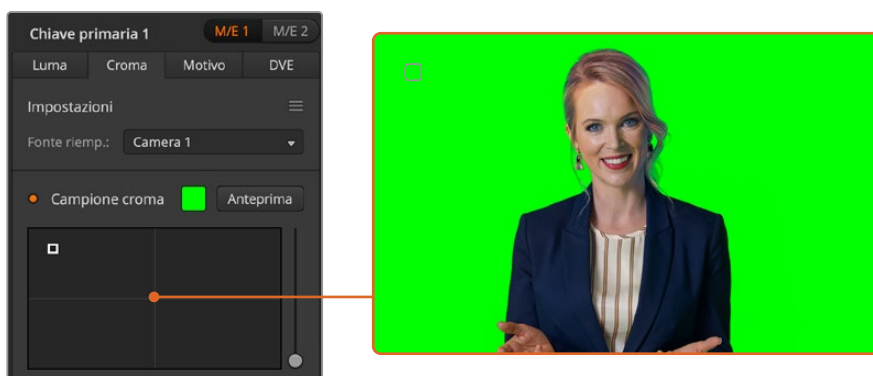 Chiave primaria 1 M/E 1 M/E 2
Luma Croma Motivo DVE
Impostazioni
Fonte riemp.: Camera 1
Campione croma Anteprima